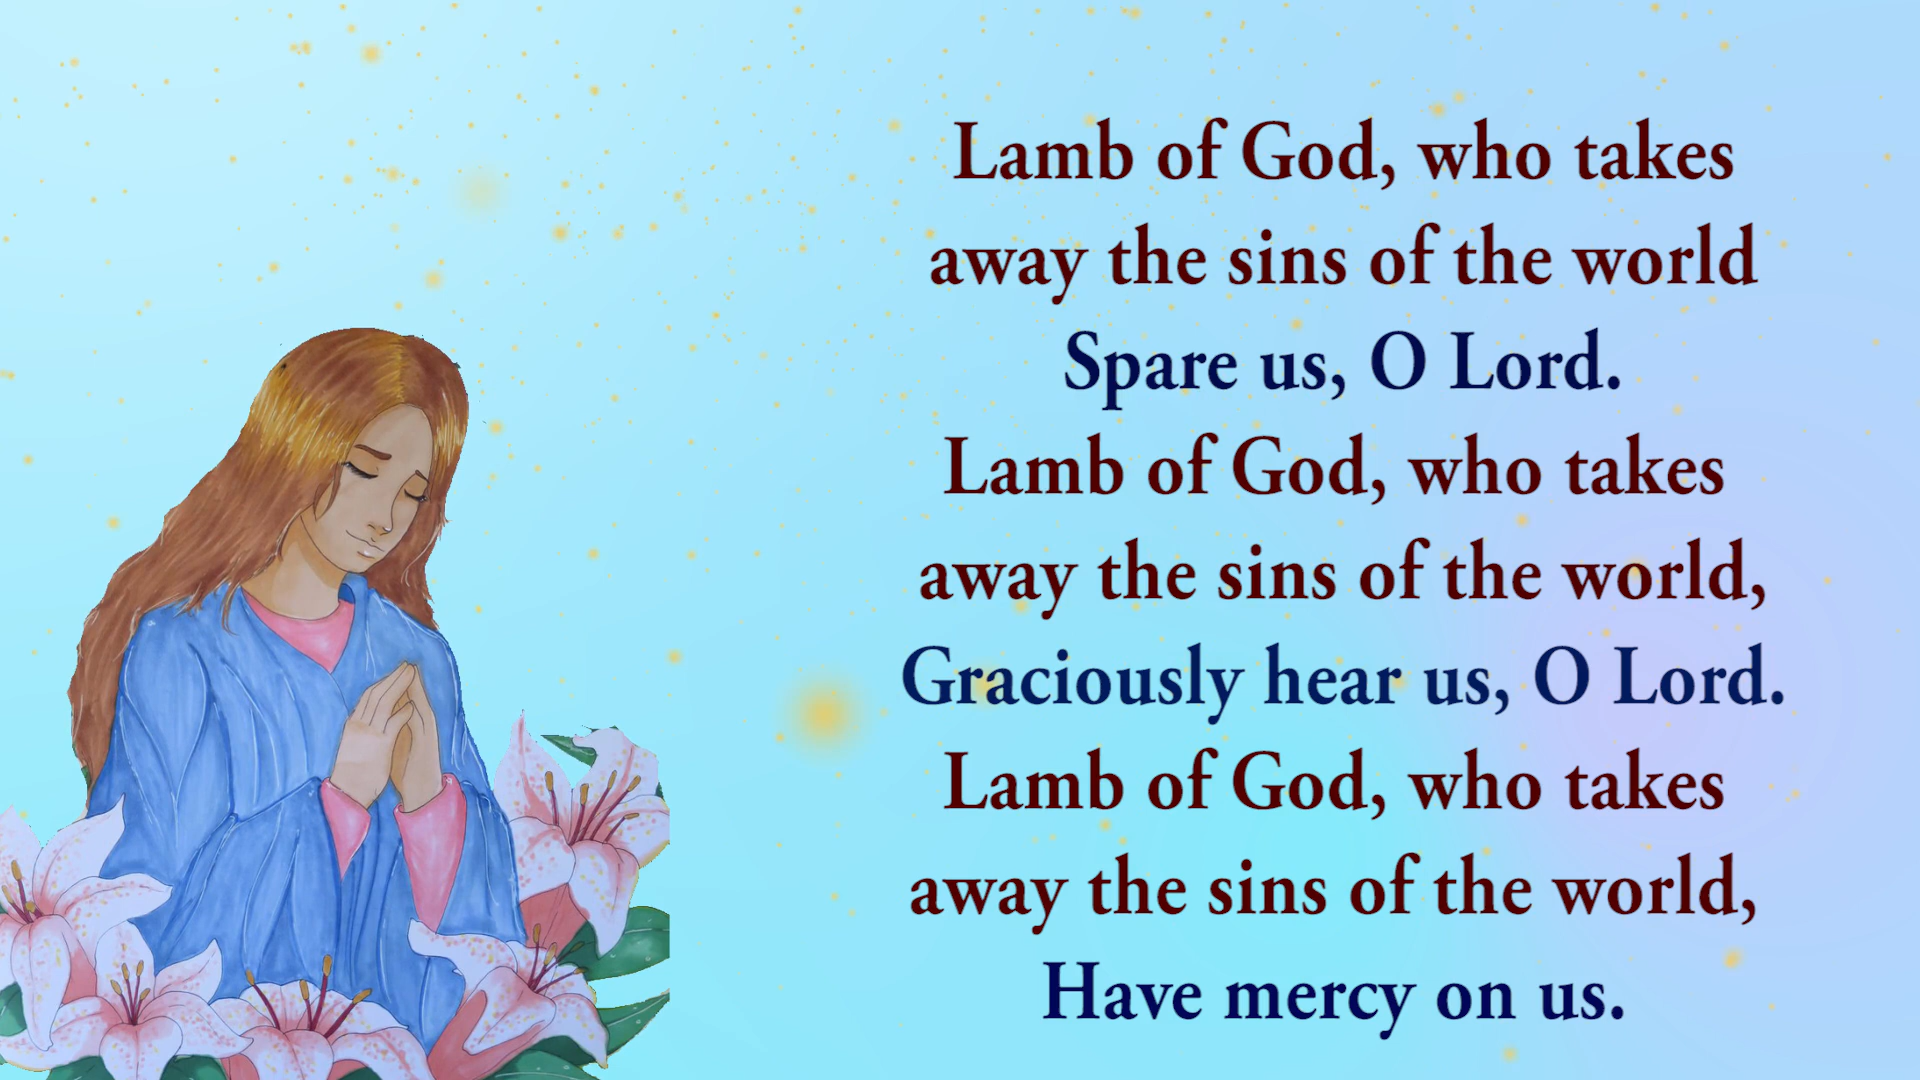 Lamb of God, who takes
away the sins of the world
Spare us, O Lord.
Lamb of God, who takes
away the sins of the world,
Graciously hear us, O Lord.
Lamb of God, who takes
away the sins of the world,
Have mercy on us.